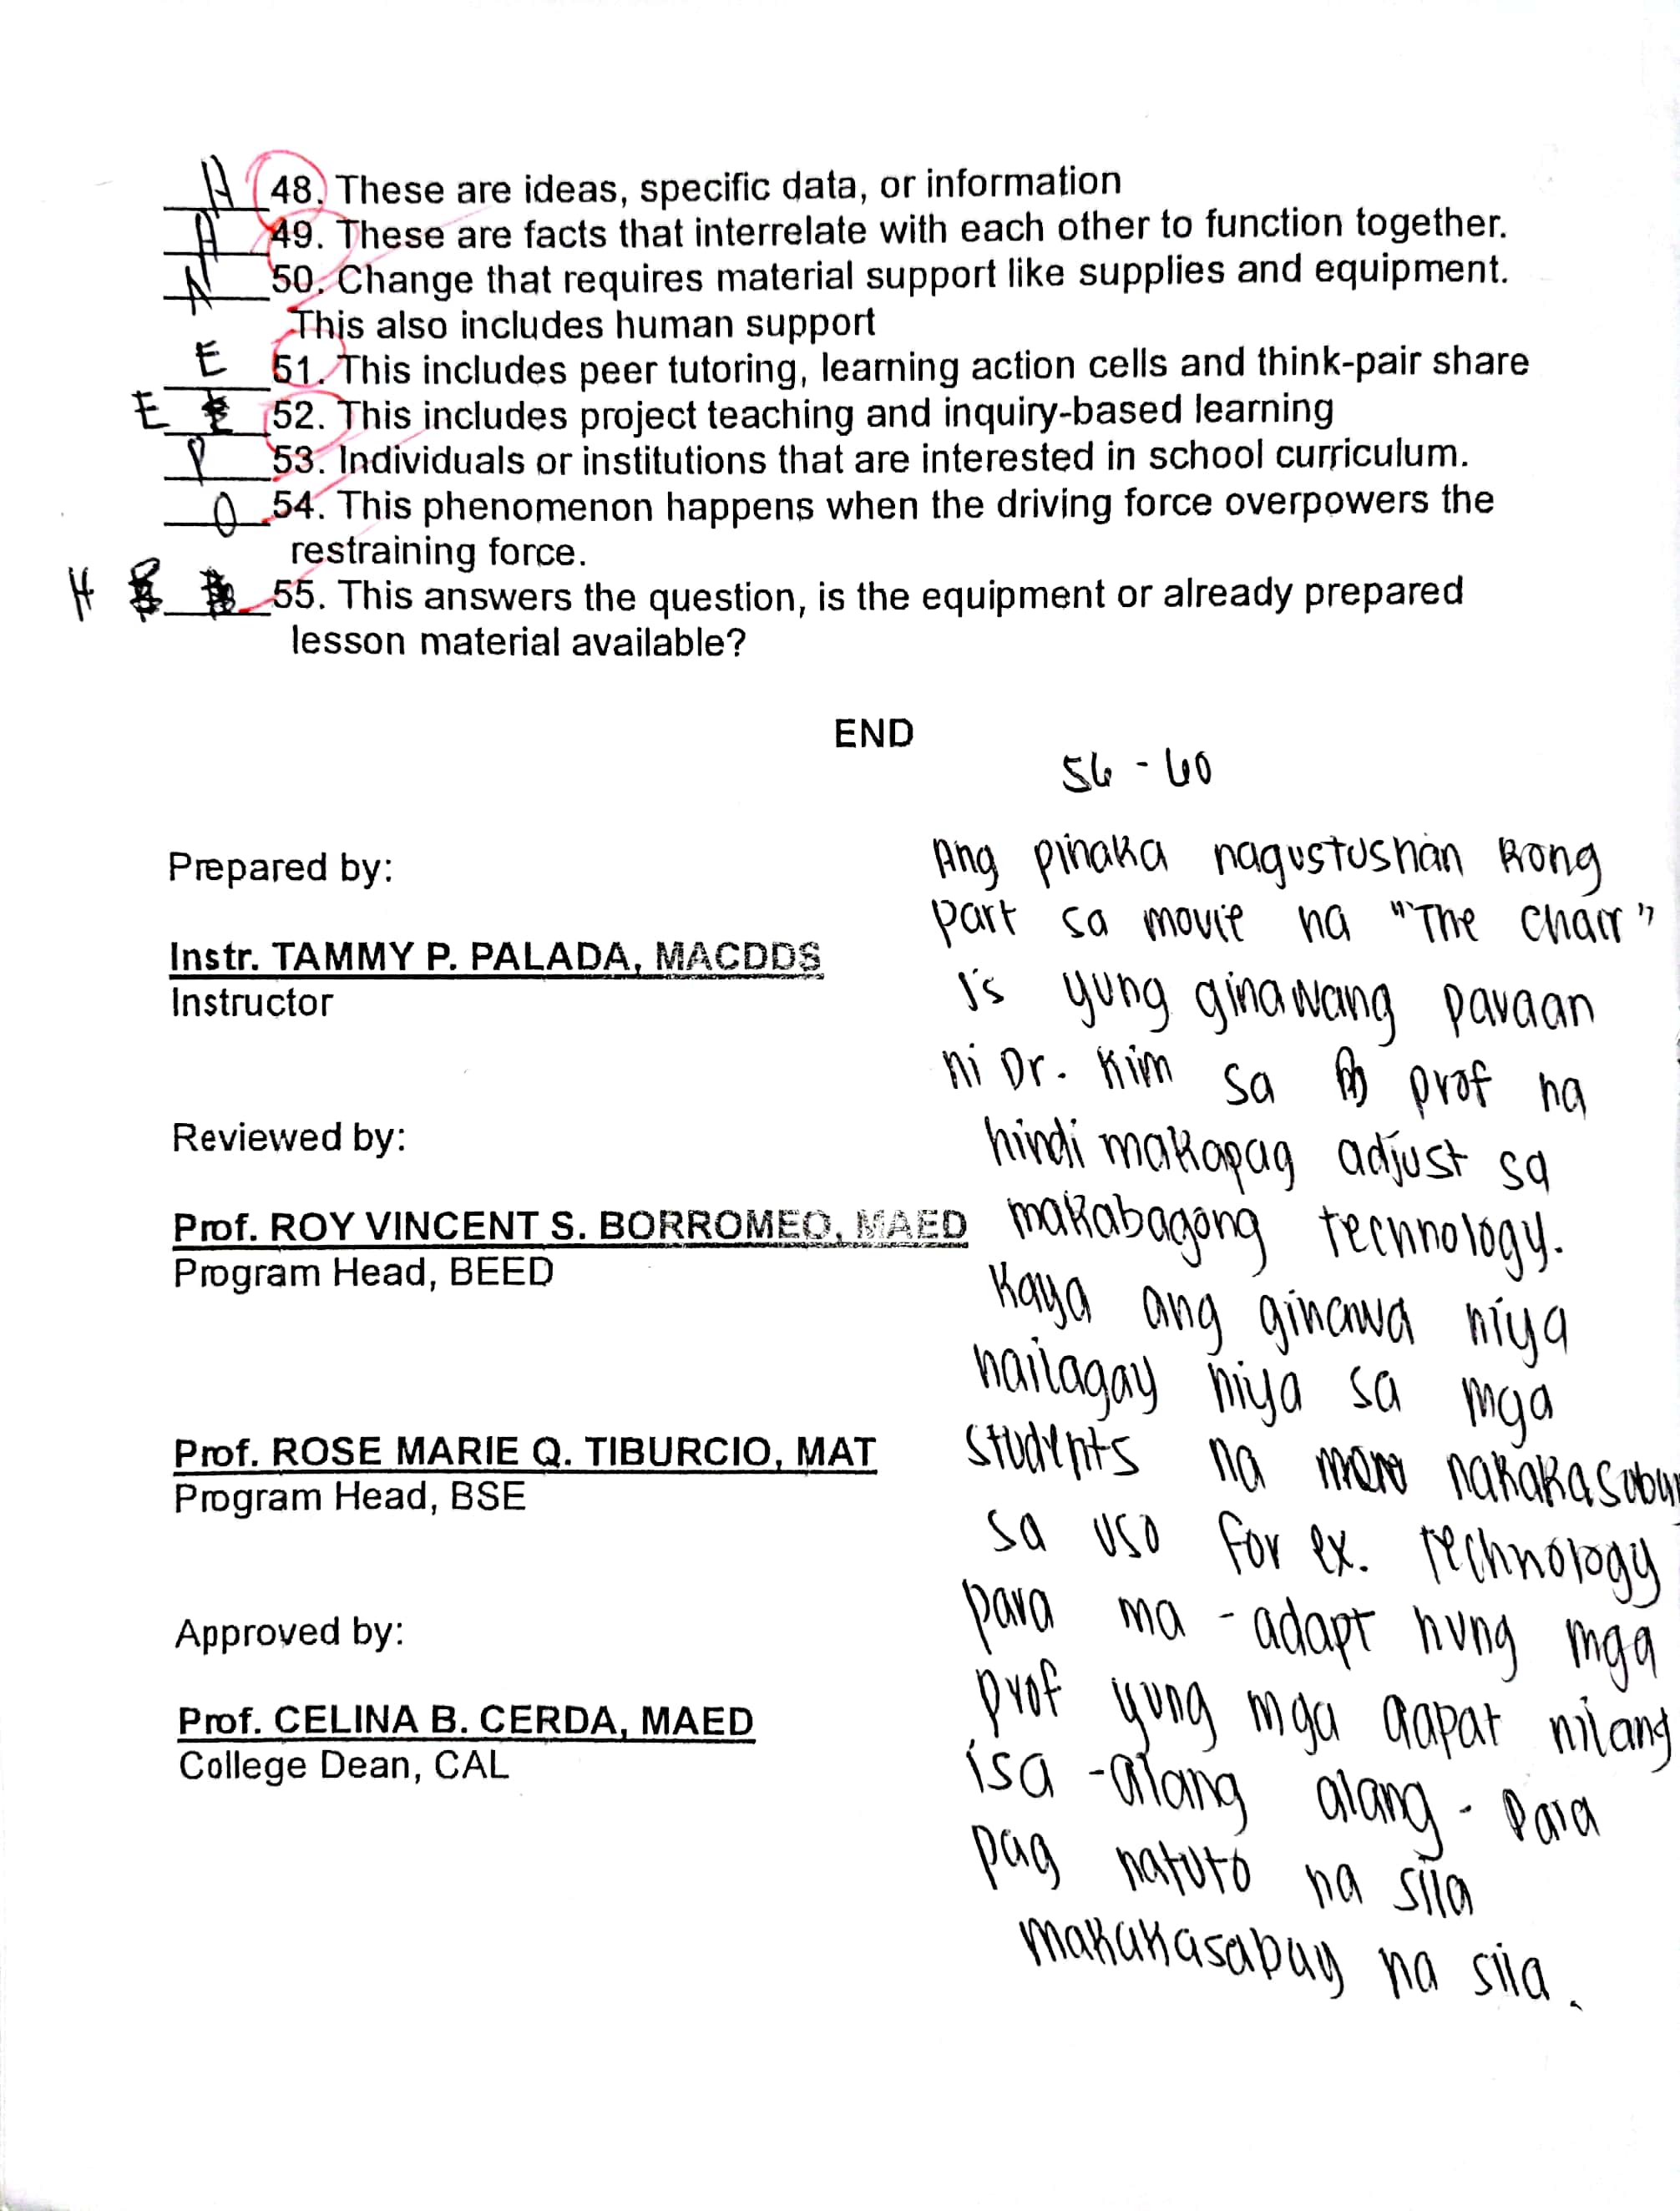 H 48. These are ideas, specific data, or information
A 49. These are facts that interrelate with each other to function together.
N 50. Change that requires material support like supplies and equipment.
This also includes human support
E 51. This includes peer tutoring, learning action cells and think-pair share
E 52. This includes project teaching and inquiry-based learning
P 53. Individuals or institutions that are interested in school curriculum.
O 54. This phenomenon happens when the driving force overpowers the
restraining force.
H 55. This answers the question, is the equipment or already prepared
lesson material available?
END
56 - 60
Prepared by:
Instr. TAMMY P. PALADA, MACDDS
Instructor
Reviewed by:
Prof. ROY VINCENT S. BORROMEO, MAED
Program Head, BEED
Prof. ROSE MARIE Q. TIBURCIO, MAT
Program Head, BSE
Approved by:
Prof. CELINA B. CERDA, MAED
College Dean, CAL
Ang pinaka nagustushan kong
part sa movie na "The Chair"
is yung ginawang paraan
ni Dr. Kim sa prof na
hindi makapag adjust sa
makabagong technology.
Kaya ang ginawa niya
nailagay niya sa mga
students na nakakasabay
sa uso for ex. technology
para ma - adapt nung mga
prof yung mga dapat nilang
isa - alang alang - Para
pag natuto na sila
makakasabay na sila.